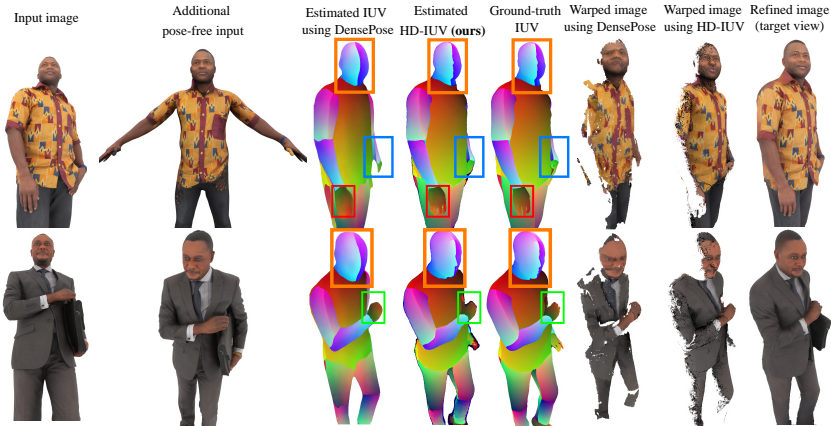 Input image
Additional
pose-free input
Estimated IUV
using DensePose
Estimated
HD-IUV (ours)
Ground-truth
IUV
Warped image
using DensePose
Warped image
using HD-IUV
Refined image
(target view)